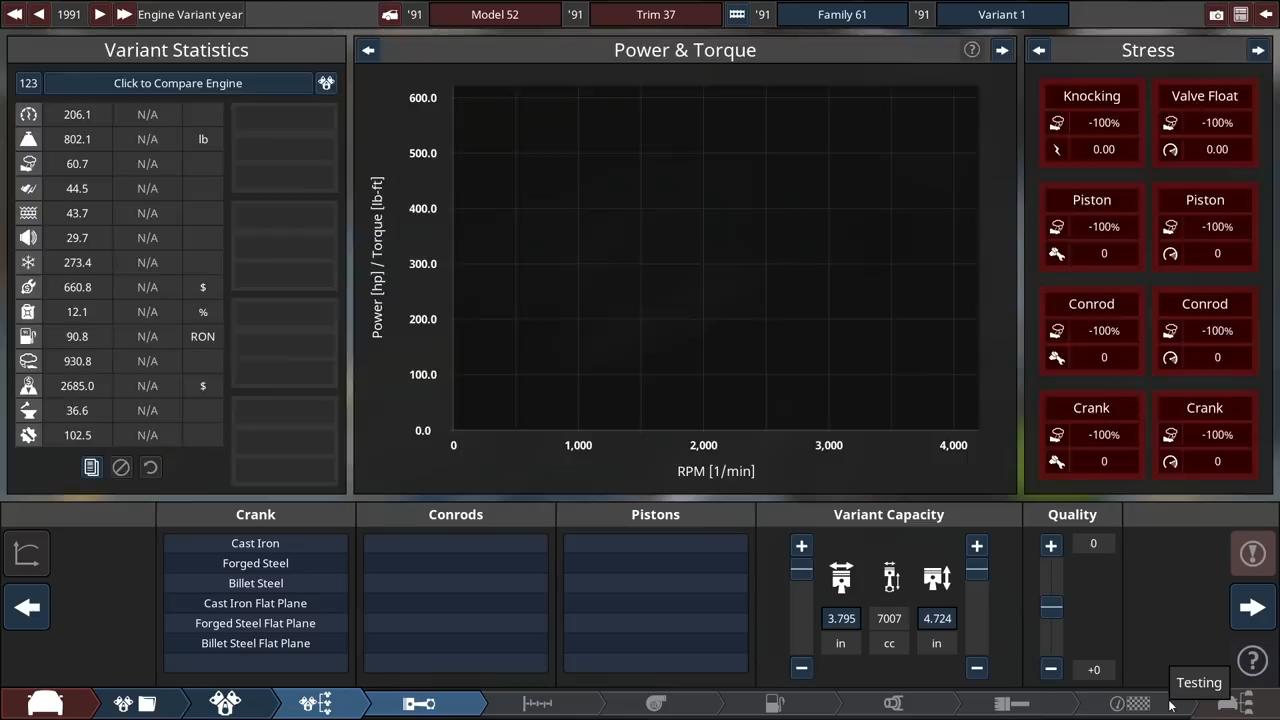 1991 Engine Variant year '91 Model 52 '91 Trim 37 '91 Family 61 '91 Variant 1
Variant Statistics
123 Click to Compare Engine
206.1 N/A
802.1 N/A lb
60.7 N/A
44.5 N/A
43.7 N/A
29.7 N/A
273.4 N/A
660.8 N/A $
12.1 N/A %
90.8 N/A RON
930.8 N/A
2685.0 N/A $
36.6 N/A
102.5 N/A
Power & Torque
?
Power [hp] / Torque [lb-ft]
600.0
500.0
400.0
300.0
200.0
100.0
0.0
0 1,000 2,000 3,000 4,000
RPM [1/min]
Stress
Knocking Valve Float
-100% -100%
0.00 0.00
Piston Piston
-100% -100%
0 0
Conrod Conrod
-100% -100%
0 0
Crank Crank
-100% -100%
0 0
Crank
Cast Iron
Forged Steel
Billet Steel
Cast Iron Flat Plane
Forged Steel Flat Plane
Billet Steel Flat Plane
Conrods
Pistons
Variant Capacity
+ +
3.795 7007 4.724
in cc in
Quality
+ 0
+0
?
Testing